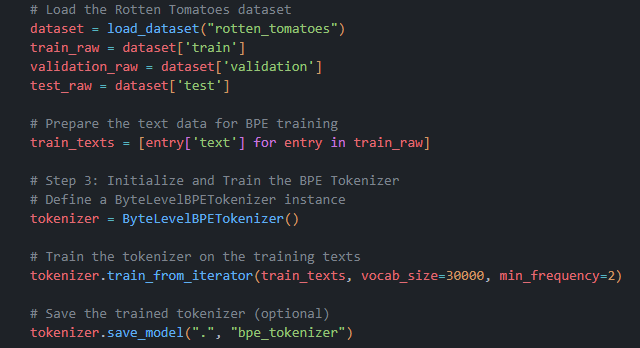 # Load the Rotten Tomatoes dataset
dataset = load_dataset("rotten_tomatoes")
train_raw = dataset['train']
validation_raw = dataset['validation']
test_raw = dataset['test']
# Prepare the text data for BPE training
train_texts = [entry['text'] for entry in train_raw]
# Step 3: Initialize and Train the BPE Tokenizer
# Define a ByteLevelBPETokenizer instance
tokenizer = ByteLevelBPETokenizer()
# Train the tokenizer on the training texts
tokenizer.train_from_iterator(train_texts, vocab_size=30000, min_frequency=2)
# Save the trained tokenizer (optional)
tokenizer.save_model(".", "bpe_tokenizer")